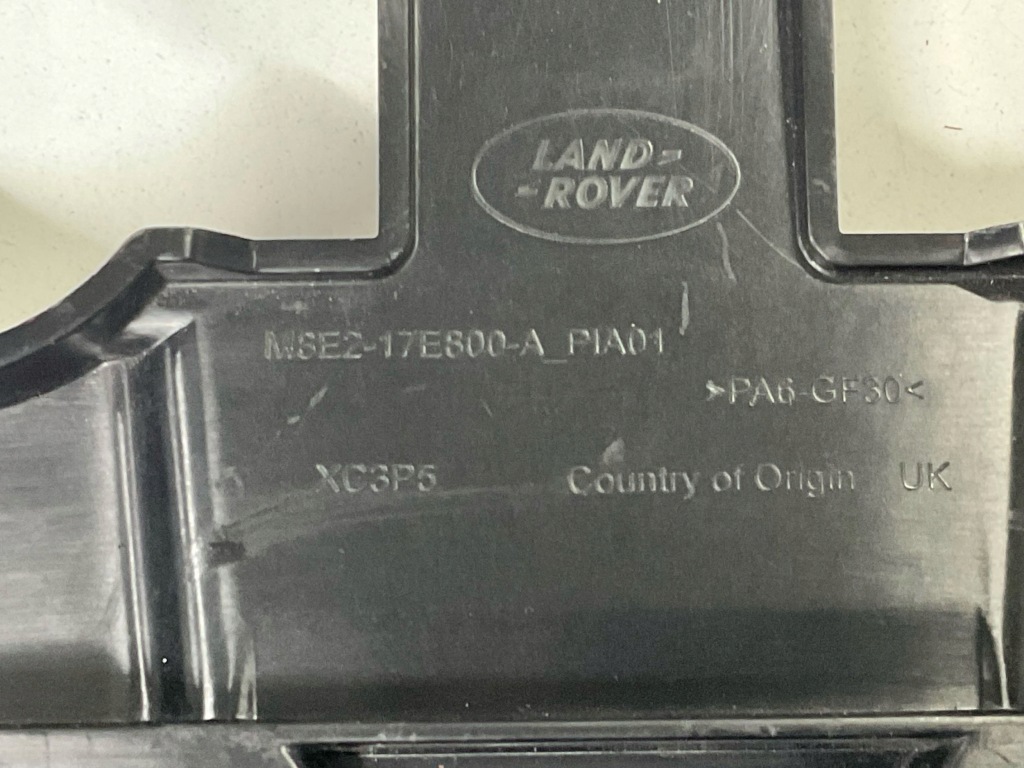 LAND-
-ROVER
M8E2-17E800-A_PIA01
>PA6-GF30<
XC3P5 Country of Origin UK